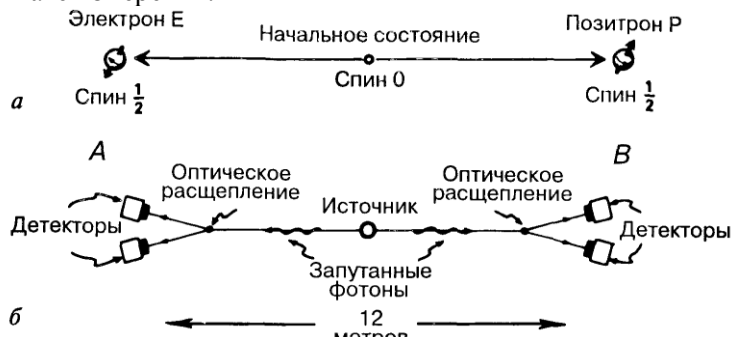 Электрон E
Позитрон P
Начальное состояние
Спин 0
Спин 1/2
Спин 1/2
а
A
B
Оптическое
расщепление
Источник
Оптическое
расщепление
Детекторы
Детекторы
Запутанные
фотоны
б
12
метров